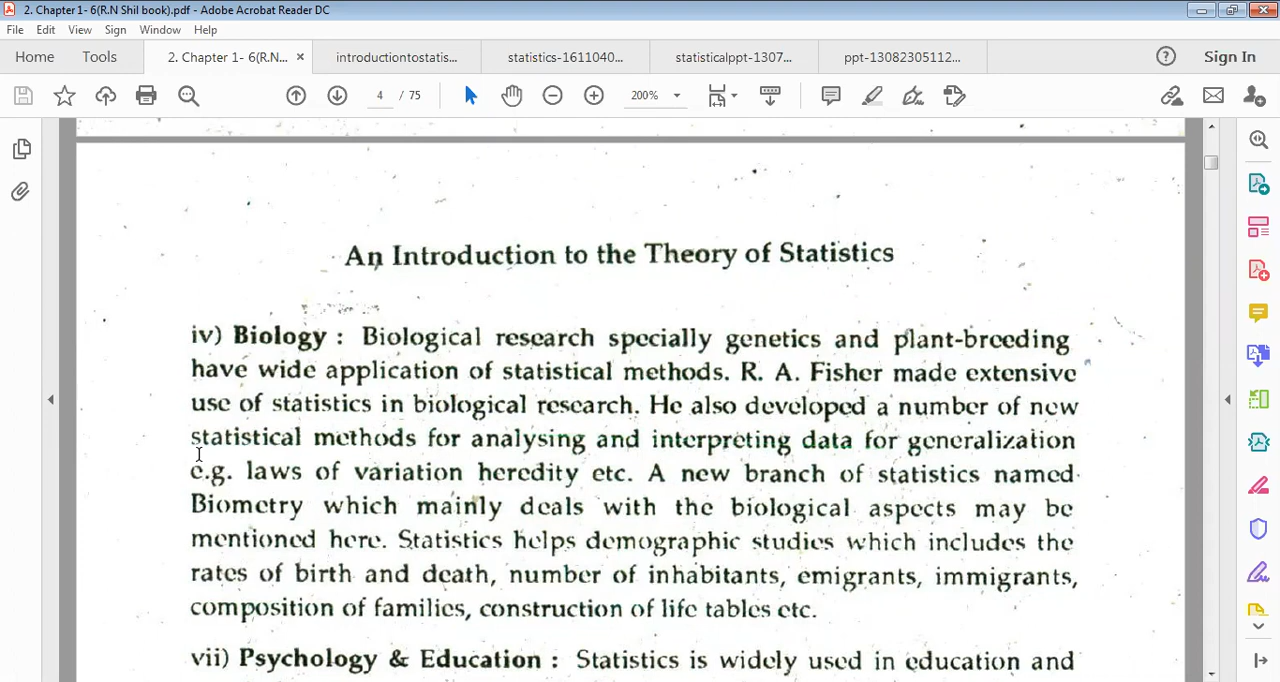 2. Chapter 1- 6(R.N Shil book).pdf - Adobe Acrobat Reader DC
File Edit View Sign Window Help
Home Tools 2. Chapter 1- 6(R.N... × introductiontostatis... statistics-1611040... statisticalppt-1307... ppt-13082305112... Sign In
4 / 75 200%
An Introduction to the Theory of Statistics
iv) Biology : Biological research specially genetics and plant-breeding
have wide application of statistical methods. R. A. Fisher made extensive
use of statistics in biological research. He also developed a number of new
statistical methods for analysing and interpreting data for generalization
e.g. laws of variation heredity etc. A new branch of statistics named
Biometry which mainly deals with the biological aspects may be
mentioned here. Statistics helps demographic studies which includes the
rates of birth and death, number of inhabitants, emigrants, immigrants,
composition of families, construction of life tables etc.
vii) Psychology & Education : Statistics is widely used in education and